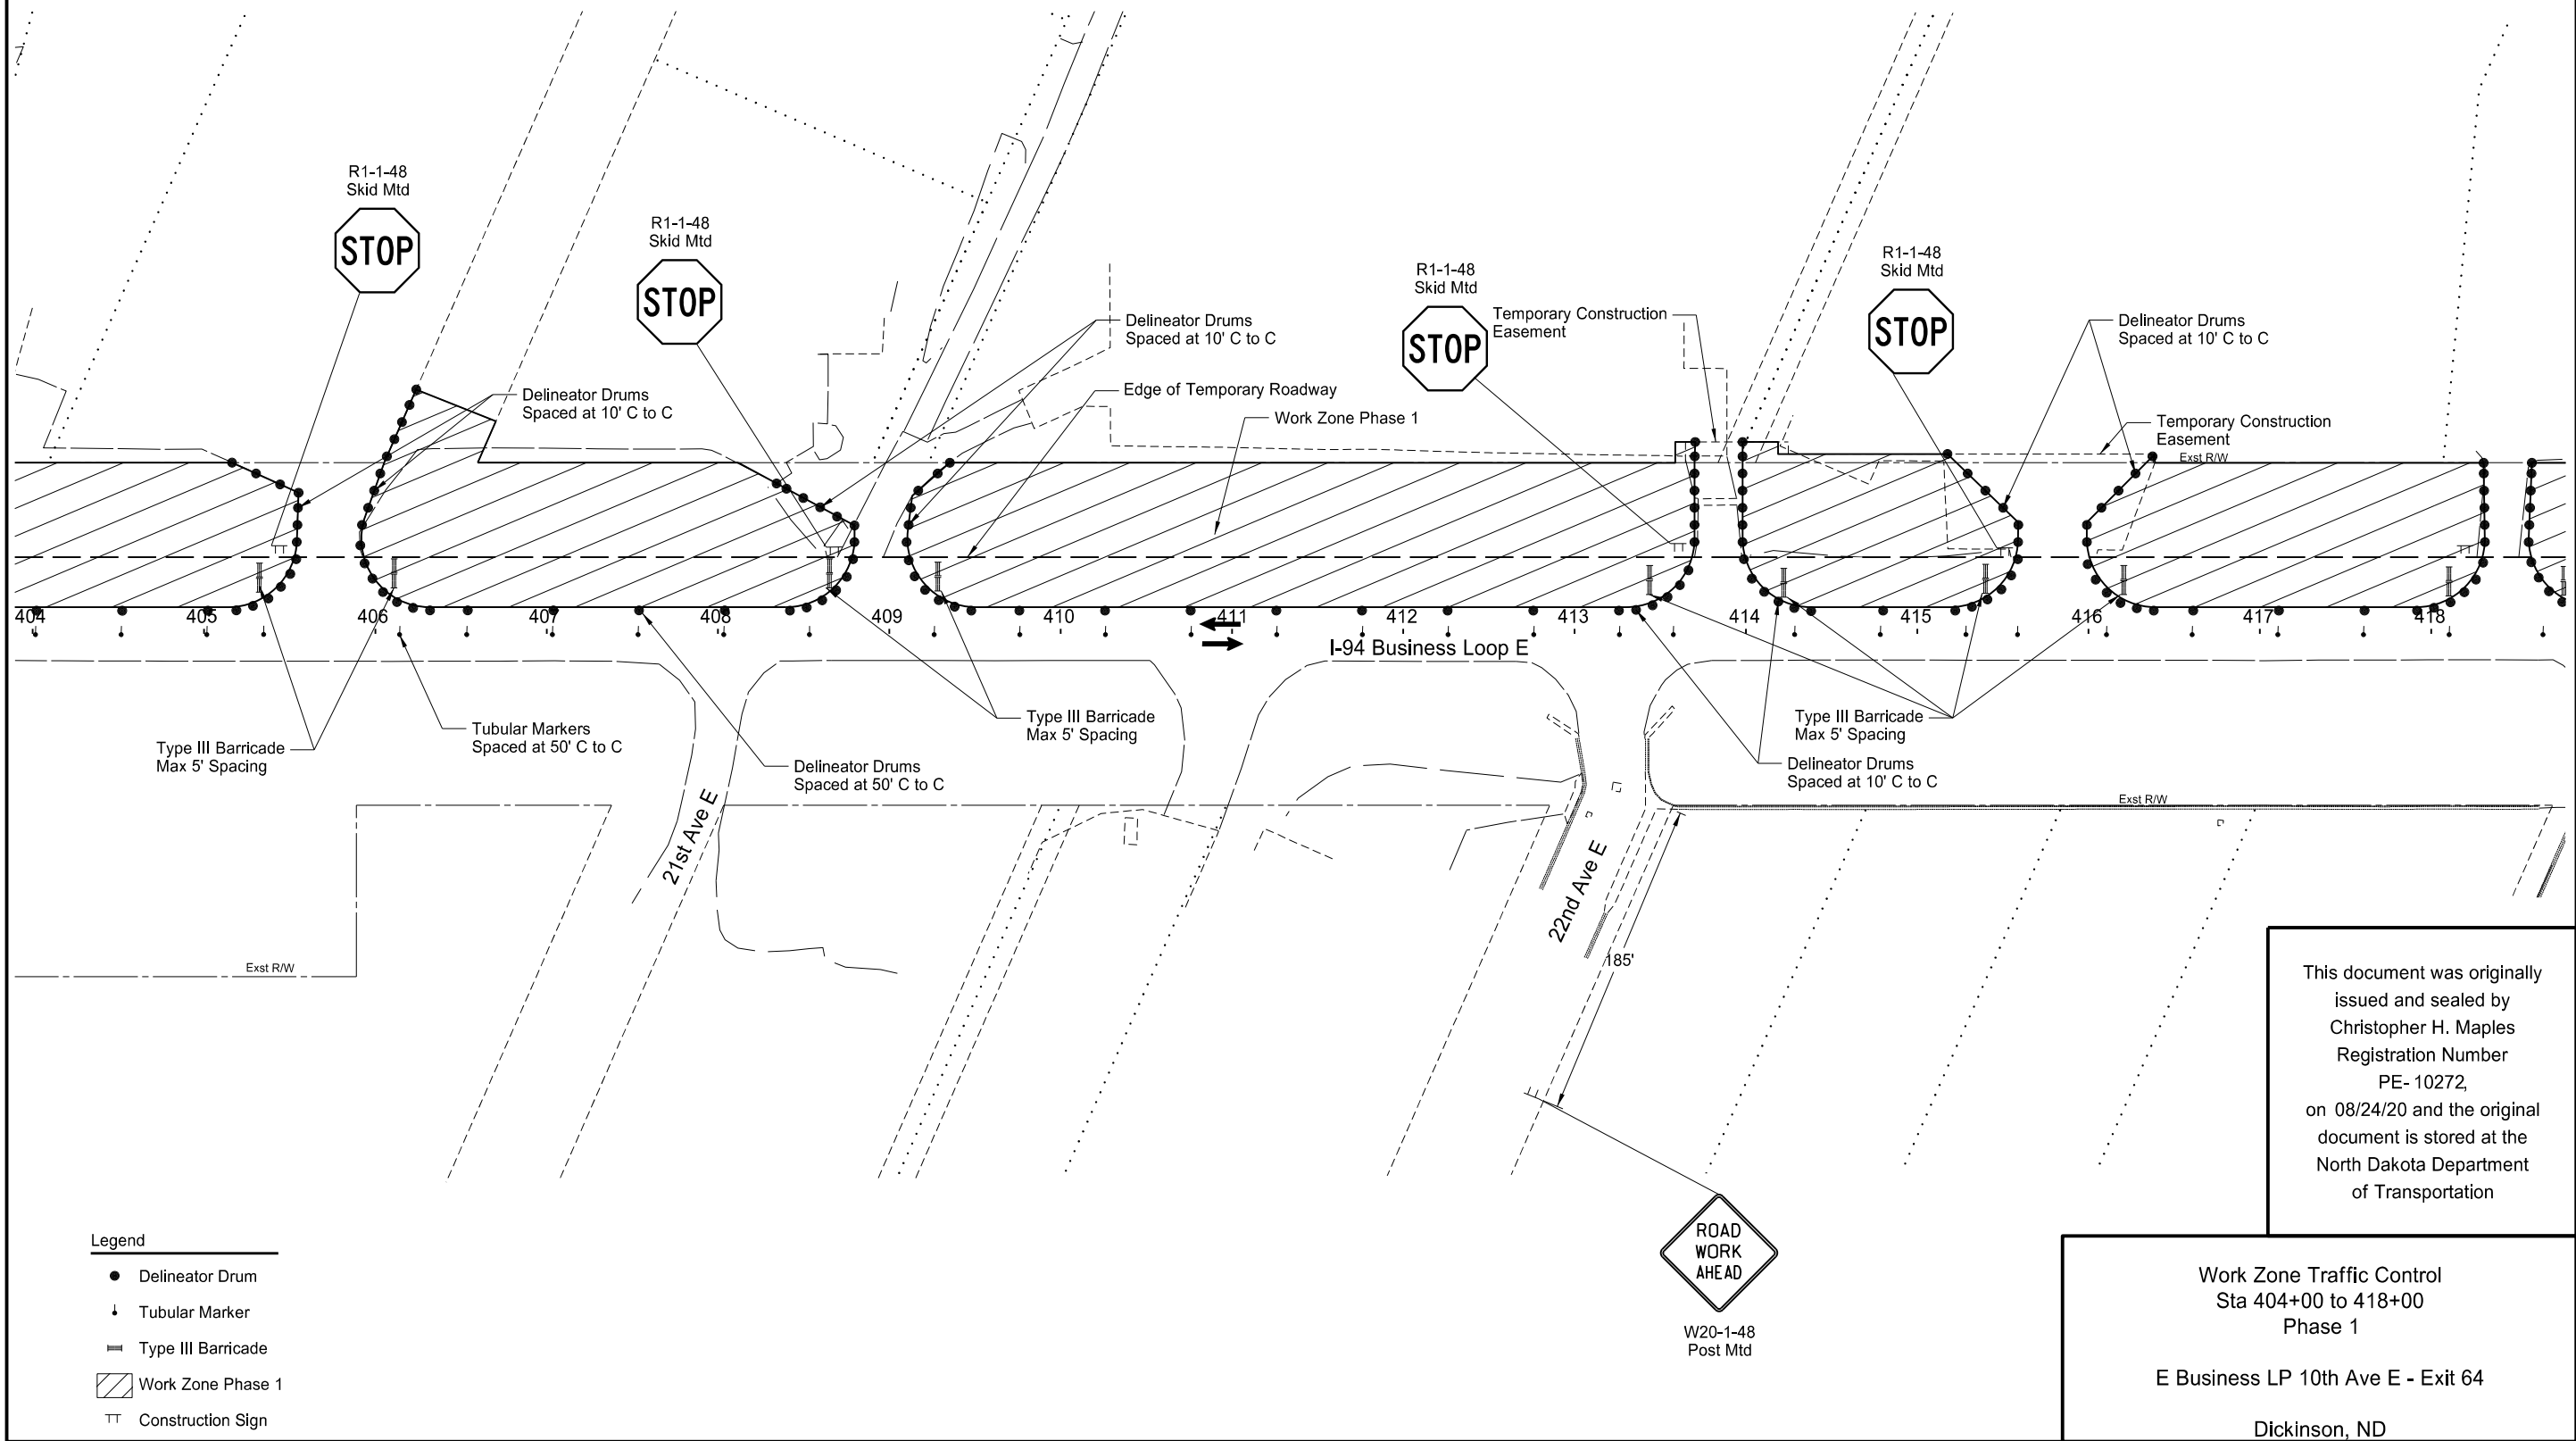 R1-1-48
Skid Mtd
STOP
R1-1-48
Skid Mtd
STOP
R1-1-48
Skid Mtd
STOP
R1-1-48
Skid Mtd
STOP
Delineator Drums
Spaced at 10' C to C
Delineator Drums
Spaced at 10' C to C
Edge of Temporary Roadway
Work Zone Phase 1
Temporary Construction
Easement
Delineator Drums
Spaced at 10' C to C
Temporary Construction
Easement
Exst R/W
404 405 406 407 408 409 410 411 412 413 414 415 416 417 418
I-94 Business Loop E
Type III Barricade
Max 5' Spacing
Tubular Markers
Spaced at 50' C to C
Delineator Drums
Spaced at 50' C to C
Type III Barricade
Max 5' Spacing
Type III Barricade
Max 5' Spacing
Delineator Drums
Spaced at 10' C to C
21st Ave E
22nd Ave E
Exst R/W
Exst R/W
185'
ROAD
WORK
AHEAD
W20-1-48
Post Mtd
Legend
Delineator Drum
Tubular Marker
Type III Barricade
Work Zone Phase 1
Construction Sign
This document was originally
issued and sealed by
Christopher H. Maples
Registration Number
PE- 10272,
on 08/24/20 and the original
document is stored at the
North Dakota Department
of Transportation
Work Zone Traffic Control
Sta 404+00 to 418+00
Phase 1
E Business LP 10th Ave E - Exit 64
Dickinson, ND